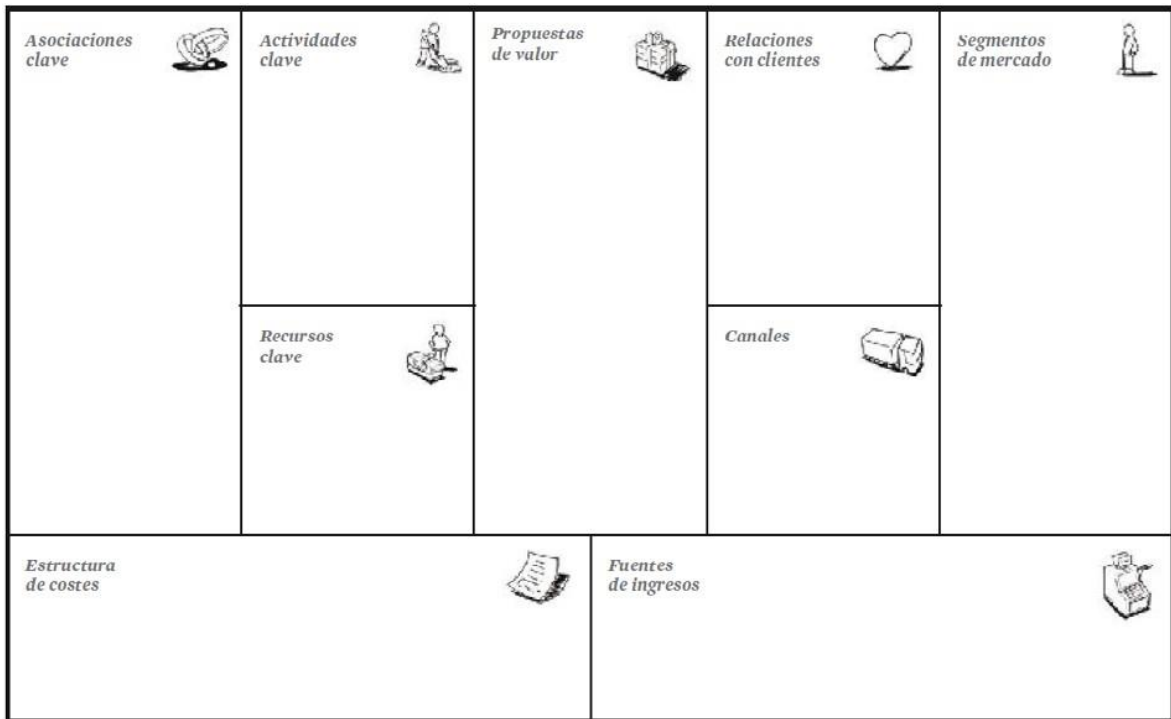 Asociaciones
clave
Actividades
clave
Propuestas
de valor
Relaciones
con clientes
Segmentos
de mercado
Recursos
clave
Canales
Estructura
de costes
Fuentes
de ingresos